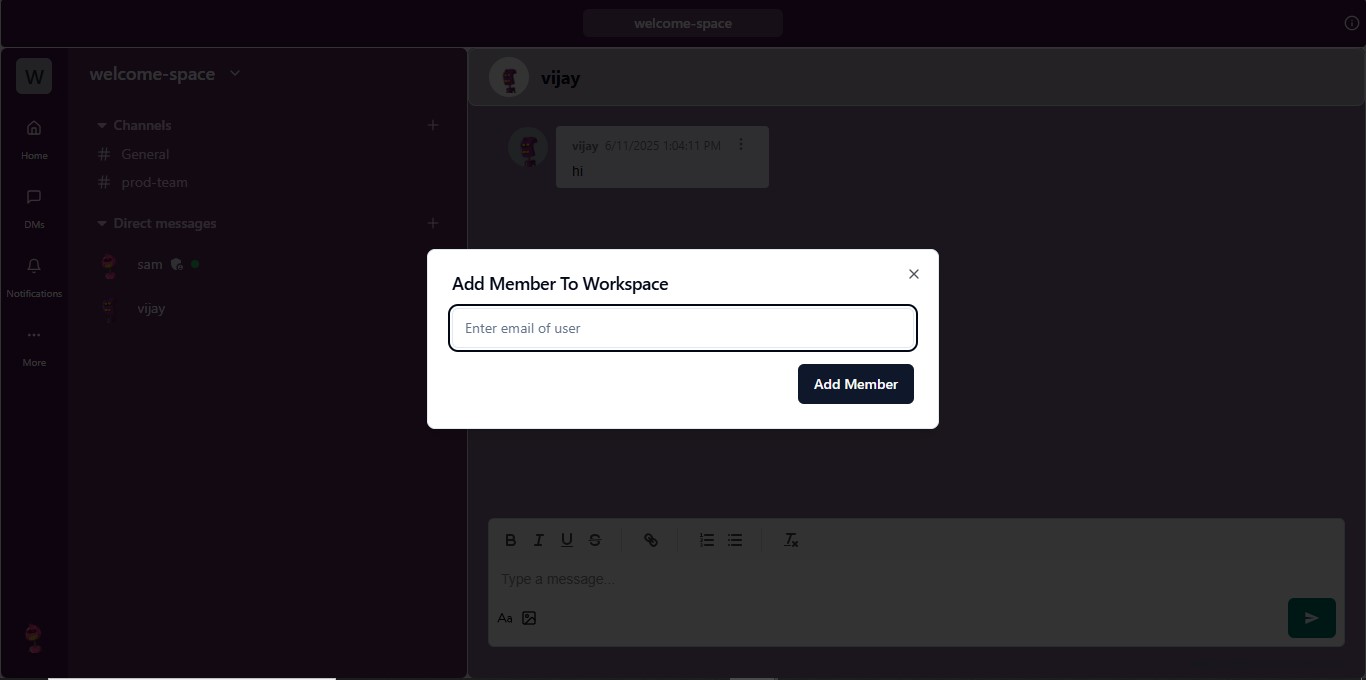 welcome-space
W
welcome-space
Home
DMs
Notifications
More
Channels
# General
# prod-team
Direct messages
sam
vijay
vijay
vijay 6/11/2025 1:04:11 PM
hi
Add Member To Workspace
Enter email of user
Add Member
B I U S
Type a message...
Aa